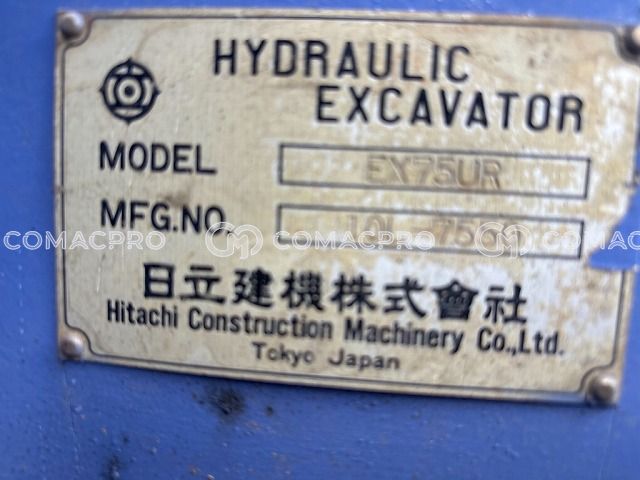 HYDRAULIC
EXCAVATOR
MODEL EX75UR
MFG.NO.
COMACPRO COMACPRO COMACPRO
日立建機株式會社
Hitachi Construction Machinery Co.,Ltd.
Tokyo Japan